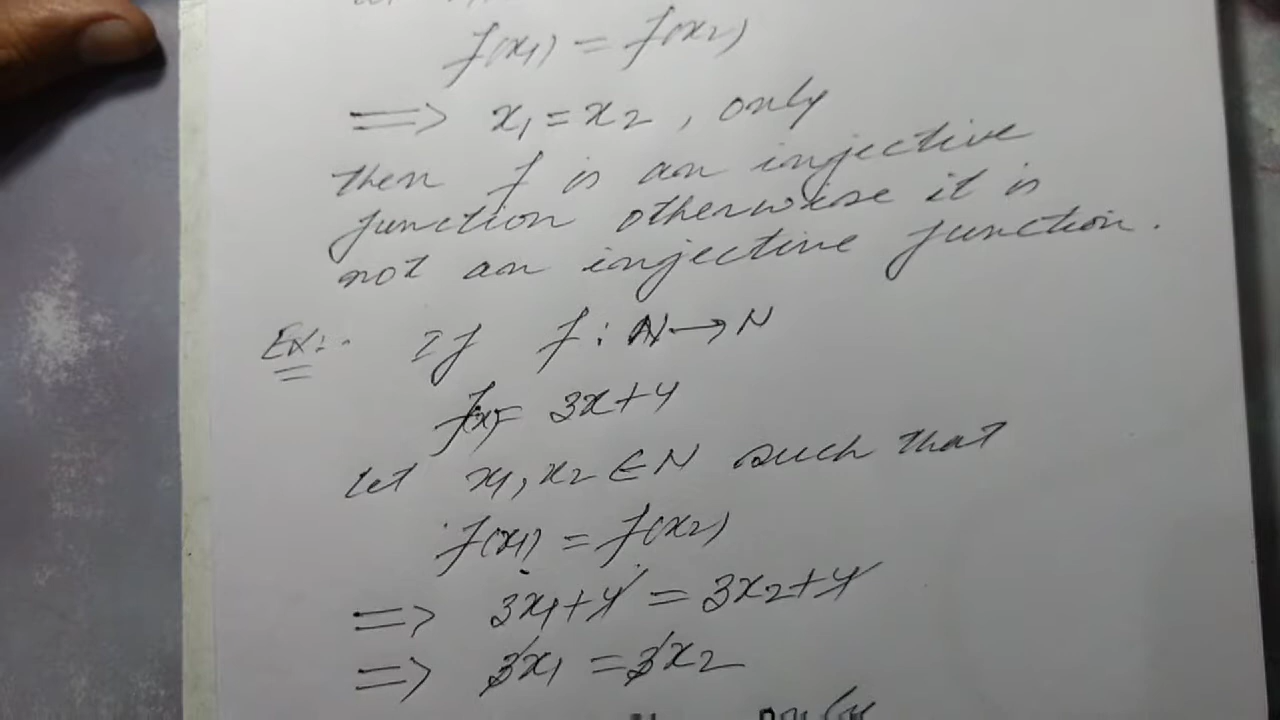 f(x1) = f(x2)
=> x1 = x2, only
then f is an injective
function otherwise it is
not an injective function.
Ex:- If f : N → N
f(x) = 3x+4
Let x1, x2 ∈ N such that
f(x1) = f(x2)
=> 3x1+4 = 3x2+4
=> 3x1 = 3x2
only